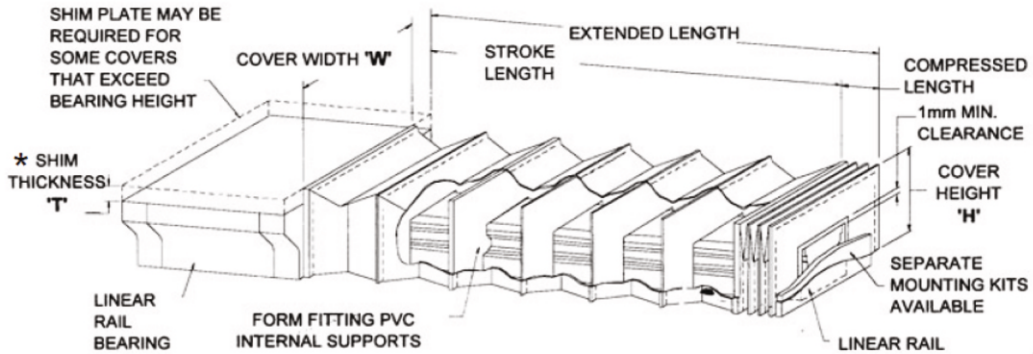 SHIM PLATE MAY BE
REQUIRED FOR
SOME COVERS
THAT EXCEED
BEARING HEIGHT
COVER WIDTH 'W'
EXTENDED LENGTH
STROKE
LENGTH
COMPRESSED
LENGTH
1mm MIN.
CLEARANCE
* SHIM
THICKNESS
'T'
COVER
HEIGHT
'H'
LINEAR
RAIL
BEARING
FORM FITTING PVC
INTERNAL SUPPORTS
SEPARATE
MOUNTING KITS
AVAILABLE
LINEAR RAIL